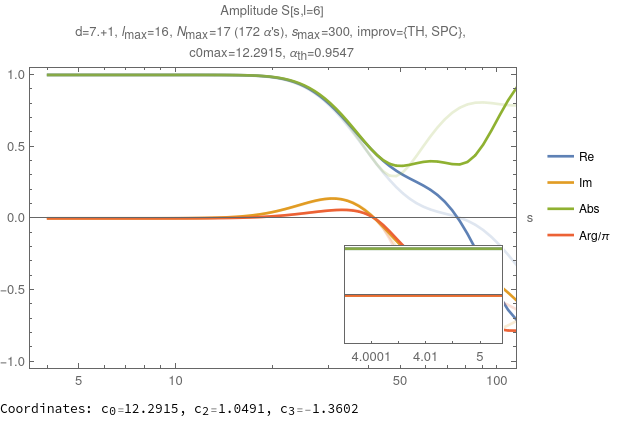 Amplitude S[s,l=6]
d=7.+1, lmax=16, Nmax=17 (172 α's), smax=300, improv={TH, SPC},
c0max=12.2915, αth=0.9547
1.0
0.5
0.0
−0.5
−1.0
5
10
50
100
s
4.0001
4.01
5
Re
Im
Abs
Arg/π
Coordinates: c0=12.2915, c2=1.0491, c3=-1.3602